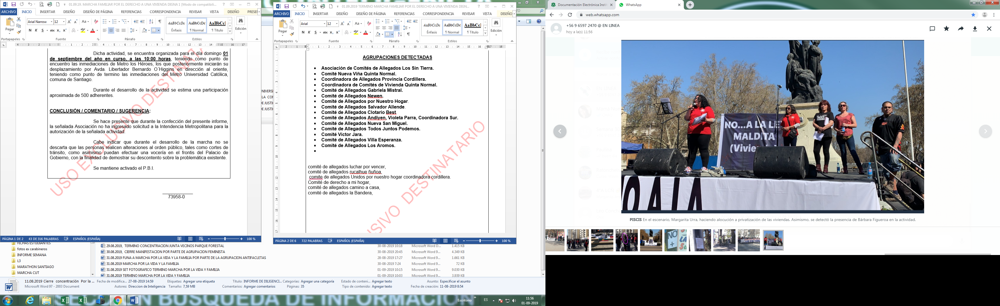 01.09.19. MARCHA FAMILIAR POR EL DERECHO A UNA VIVIENDA DIGNA 1 [Modo de compatibili...
ARCHIVO INICIO INSERTAR DISEÑO DISEÑO DE PÁGINA REFERENCIAS CORRESPONDENCIA REVISAR VISTA DISEÑO PRESEN
Pegar
Arial Narrow 12
N K S abc x₂ x²
AaBbCcDc AaBbCcDc AaBbCcI
Énfasis ¶ Normal ¶ Título
Edición
Portapapeles Fuente Párrafo Estilos
Dicha actividad, se encuentra organizada para el día domingo 01
de septiembre del año en curso, a las 10:00 horas, teniendo como punto de
encuentro las inmediaciones de Metro los Héroes, los que posteriormente iniciarán su
desplazamiento por Avda. Libertador Bernardo O´Higgins en dirección al oriente,
teniendo como punto de termino las inmediaciones del Metro Universidad Católica,
comuna de Santiago.
Durante el desarrollo de la actividad se estima una participación
aproximada de 500 adherentes.
CONCLUSIÓN / COMENTARIO / SUGERENCIA:
Se hace presente que durante la confección del presente informe,
la señalada Asociación no ha ingresado solicitud a la Intendencia Metropolitana para la
autorización de la señalada actividad.
Cabe indicar que durante el desarrollo de la marcha no se
descarta que las personas realicen alteraciones al orden público, tales como cortes de
tránsito, como asimismo puedan efectuar una vocería en el frontis del Palacio de
Gobierno, con la finalidad de demostrar su descontento sobre la problemática existente.
Se mantiene activado el P.B.I.
73958-0
USO EXCLUSIVO DESTINAT
PÁGINA 1 DE 2 43 DE 316 PALABRAS ESPAÑOL (ESPAÑA) 100 %
01.09.2019 TERMINO MARCHA FAMILIAR POR EL DERECHO A UNA VIVIENDA DIGN...
ARCHIVO INICIO INSERTAR DISEÑO DISEÑO DE PÁGINA REFERENCIAS CORRESPONDENCIA REVISAR VISTA DISEÑO
Pegar
Arial 12
N K S abc x₂ x²
AaBbCcDc AaBbCcDc AaBbCcI
Énfasis ¶ Normal ¶ Título
Edición
Portapapeles Fuente Párrafo Estilos
AGRUPACIONES DETECTADAS
• Asociación de Comités de Allegados Los Sin Tierra.
• Comité Nueva Viña Quinta Normal.
• Coordinadora de Allegados Provincia Cordillera.
• Coordinadora de Comités de Vivienda Quinta Normal.
• Comité de Allegados Gabriela Mistral.
• Comité de Allegados Newen.
• Comité de Allegados por Nuestro Hogar.
• Comité de Allegados Salvador Allende.
• Comité de Allegados Clotario Best
• Comité de Allegados Andiyen, Violeta Parra, Coordinadora Sur.
• Comité de Allegados Nueva San Miguel.
• Comité de Allegados Todos Juntos Podemos.
• Comité Víctor Jara.
• Comité de Allegados Villa Esperanza.
• Comité de Allegados Los Aromos.
•
comité de allegados luchar por vencer,
comité de allegados rucalhue ñuñoa,
comite de allegados Unidos por nuestro hogar coordinadora cordillera.
Comité de derecho a mi hogar,
comité de allegados camino a casa,
comité de allegados la Bandera,
USIVO DESTINATARIO
PÁGINA 2 DE 6 722 PALABRAS ESPAÑOL (ESPAÑA) 100 %
FICHAS ESTUDIANTES
fotos ex carabineros
INFORME SEMANA
L3
MARATHON SANTIAGO
MARCHA CUT
29.08.2019, TERMINO CONCENTRACION JUNTA VECINOS PARQUE FORESTAL 30-08-2019 10:18 Microsoft Word D... 1.415 KB
30.08.2019, CIERRE MANIFESTACION POR PARTE DE AGRUPACION FEMINISTA 30-08-2019 20:45 Microsoft Word 9... 4.349 KB
31.08.2019 FUNA A MARCHA POR LA VIDA Y LA FAMILIA POR PARTE DE LA AGRUPACION ANTIFACLETAS 28-08-2019 17:27 Microsoft Word 9... 1.661 KB
31.08.2019 MARCHA POR LA VIDA Y LA FAMILIA 30-08-2019 7:24 Microsoft Word 9... 72 KB
31.08.2019 SET FOTOGRAFICO TERMINO MARCHA POR LA VIDA Y FAMILIA 01-09-2019 10:15 Microsoft Word 9... 9.030 KB
31.08.2019 TERMINO MARCHA POR LA VIDA Y FAMILIA 01-09-2019 10:03 Microsoft Word 9... 3.939 KB
11.08.2019 Cierre concentración Por la ... Fecha de modifica... 27-08-2019 14:59 Etiquetas: Agregar una etiqueta Título: INFORME DE DILIGENCI... Categorías: Agregar una categoría Estado de conteni... Agregar texto Asunto: Especificar el asunto
Microsoft Word 97 - 2003 Document Autores: Direccion de Inteligencia Tamaño: 7,59 MB Comentarios: Agregar comentarios Páginas: 35 Tipo de contenido: Agregar texto Fecha de creación: 11-08-2019 8:54
N BUSQUEDA DE INFORMACION
Escritorio ES 11:56
01-09-2019
Documentación Electrónica Instit WhatsApp
web.whatsapp.com
+56 9 6597 2470 @ EN LINEA
hoy a la(s) 11:56
NO...A LA LE
MALDITA
PISCIS En el escenario, Margarita Urra, haciendo alocución a privatización de las viviendas. Asimismo, se detectó la presencia de Bárbara Figueroa en la actividad.